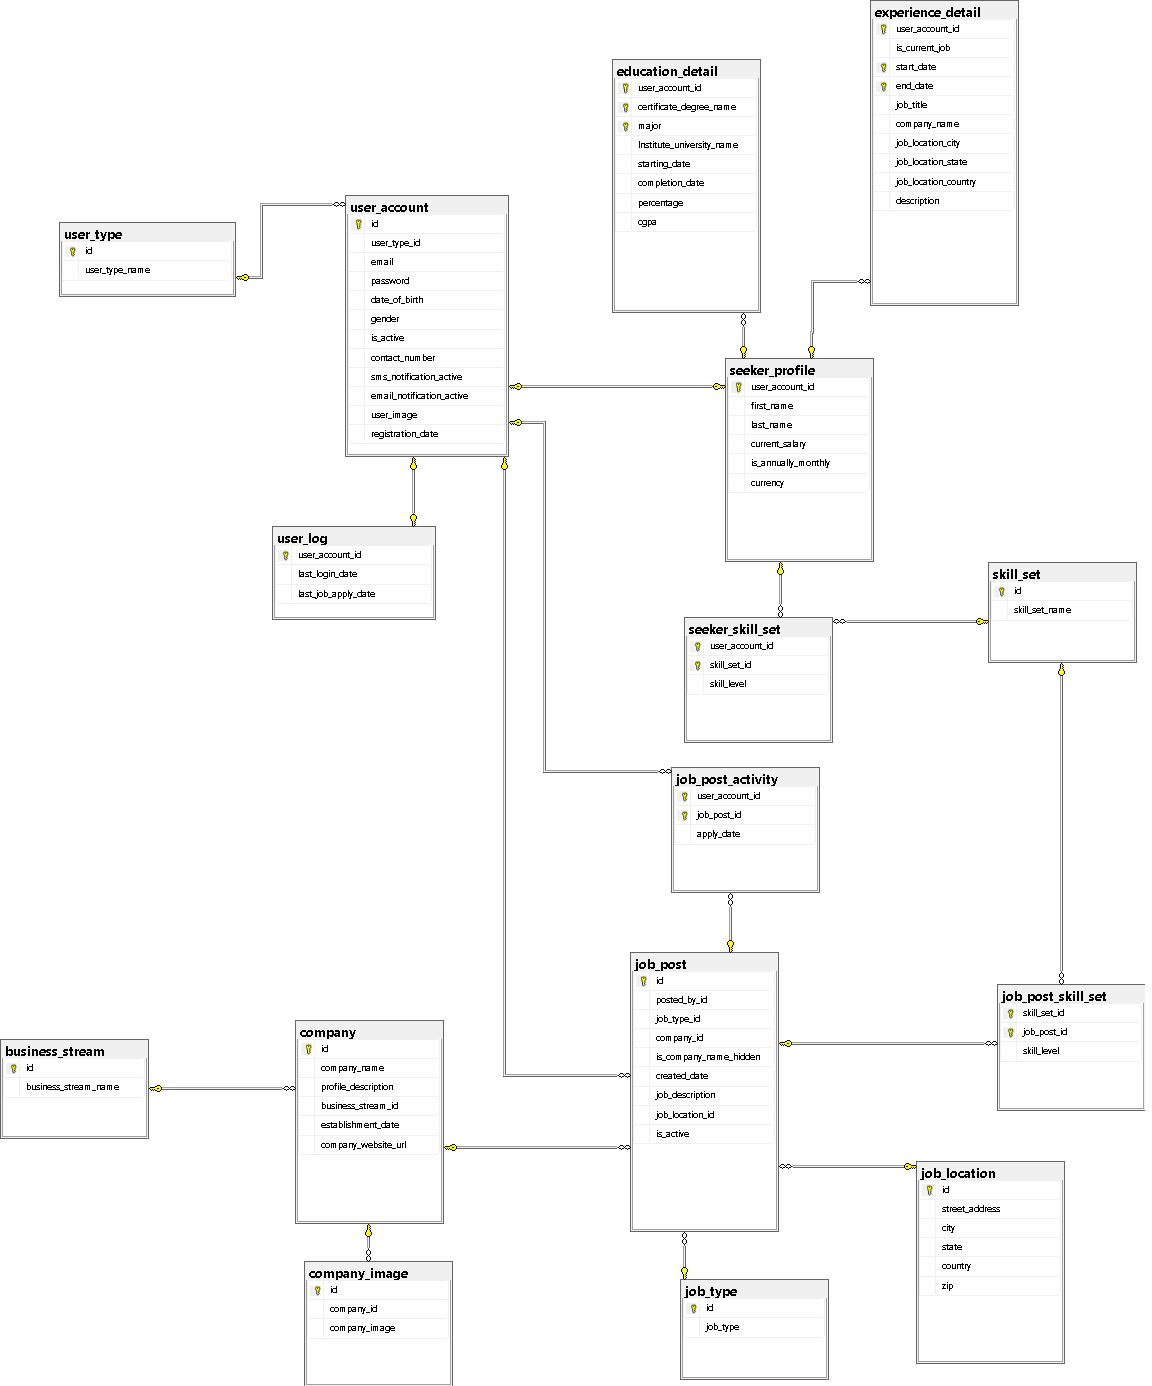 experience_detail
user_account_id
is_current_job
start_date
end_date
job_title
company_name
job_location_city
job_location_state
job_location_country
description
education_detail
user_account_id
certificate_degree_name
major
Institute_university_name
starting_date
completion_date
percentage
cgpa
user_account
id
user_type_id
email
password
date_of_birth
gender
is_active
contact_number
sms_notification_active
email_notification_active
user_image
registration_date
user_type
id
user_type_name
seeker_profile
user_account_id
first_name
last_name
current_salary
is_annually_monthly
currency
user_log
user_account_id
last_login_date
last_job_apply_date
skill_set
id
skill_set_name
seeker_skill_set
user_account_id
skill_set_id
skill_level
job_post_activity
user_account_id
job_post_id
apply_date
job_post
id
posted_by_id
job_type_id
company_id
is_company_name_hidden
created_date
job_description
job_location_id
is_active
job_post_skill_set
skill_set_id
job_post_id
skill_level
company
id
company_name
profile_description
business_stream_id
establishment_date
company_website_url
business_stream
id
business_stream_name
job_location
id
street_address
city
state
country
zip
company_image
id
company_id
company_image
job_type
id
job_type